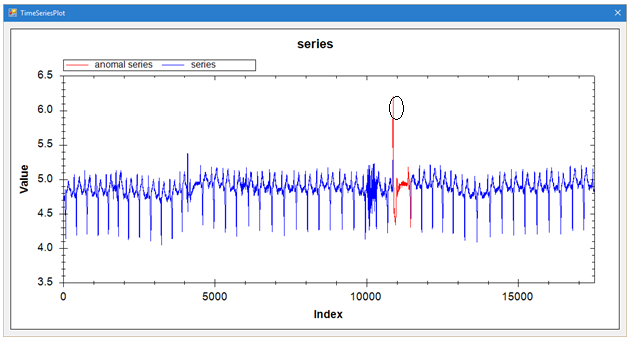 TimeSeriesPlot
series
anomal series series
6.5
6.0
5.5
5.0
4.5
4.0
3.5
Value
0 5000 10000 15000
Index